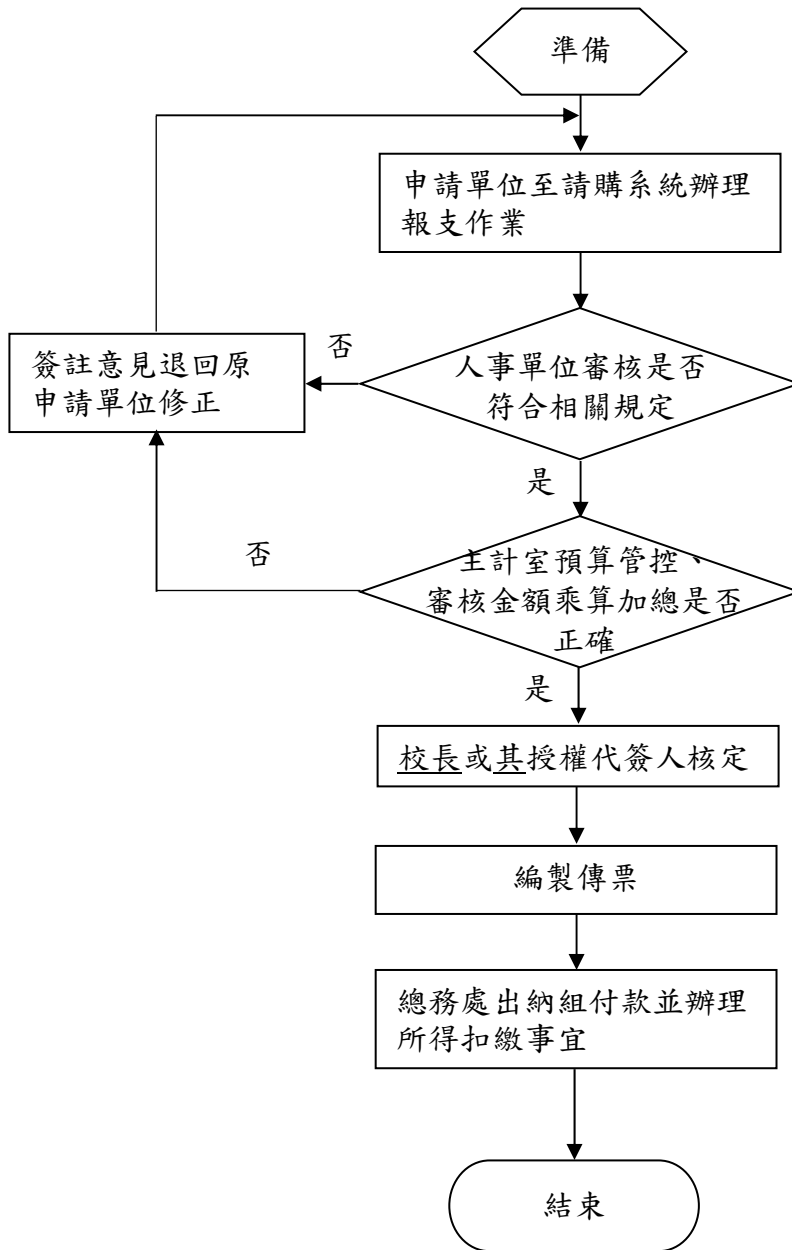 準備
申請單位至請購系統辦理
報支作業
否
簽註意見退回原
申請單位修正
人事單位審核是否
符合相關規定
是
否
主計室預算管控、
審核金額乘算加總是否
正確
是
校長或其授權代簽人核定
編製傳票
總務處出納組付款並辦理
所得扣繳事宜
結束